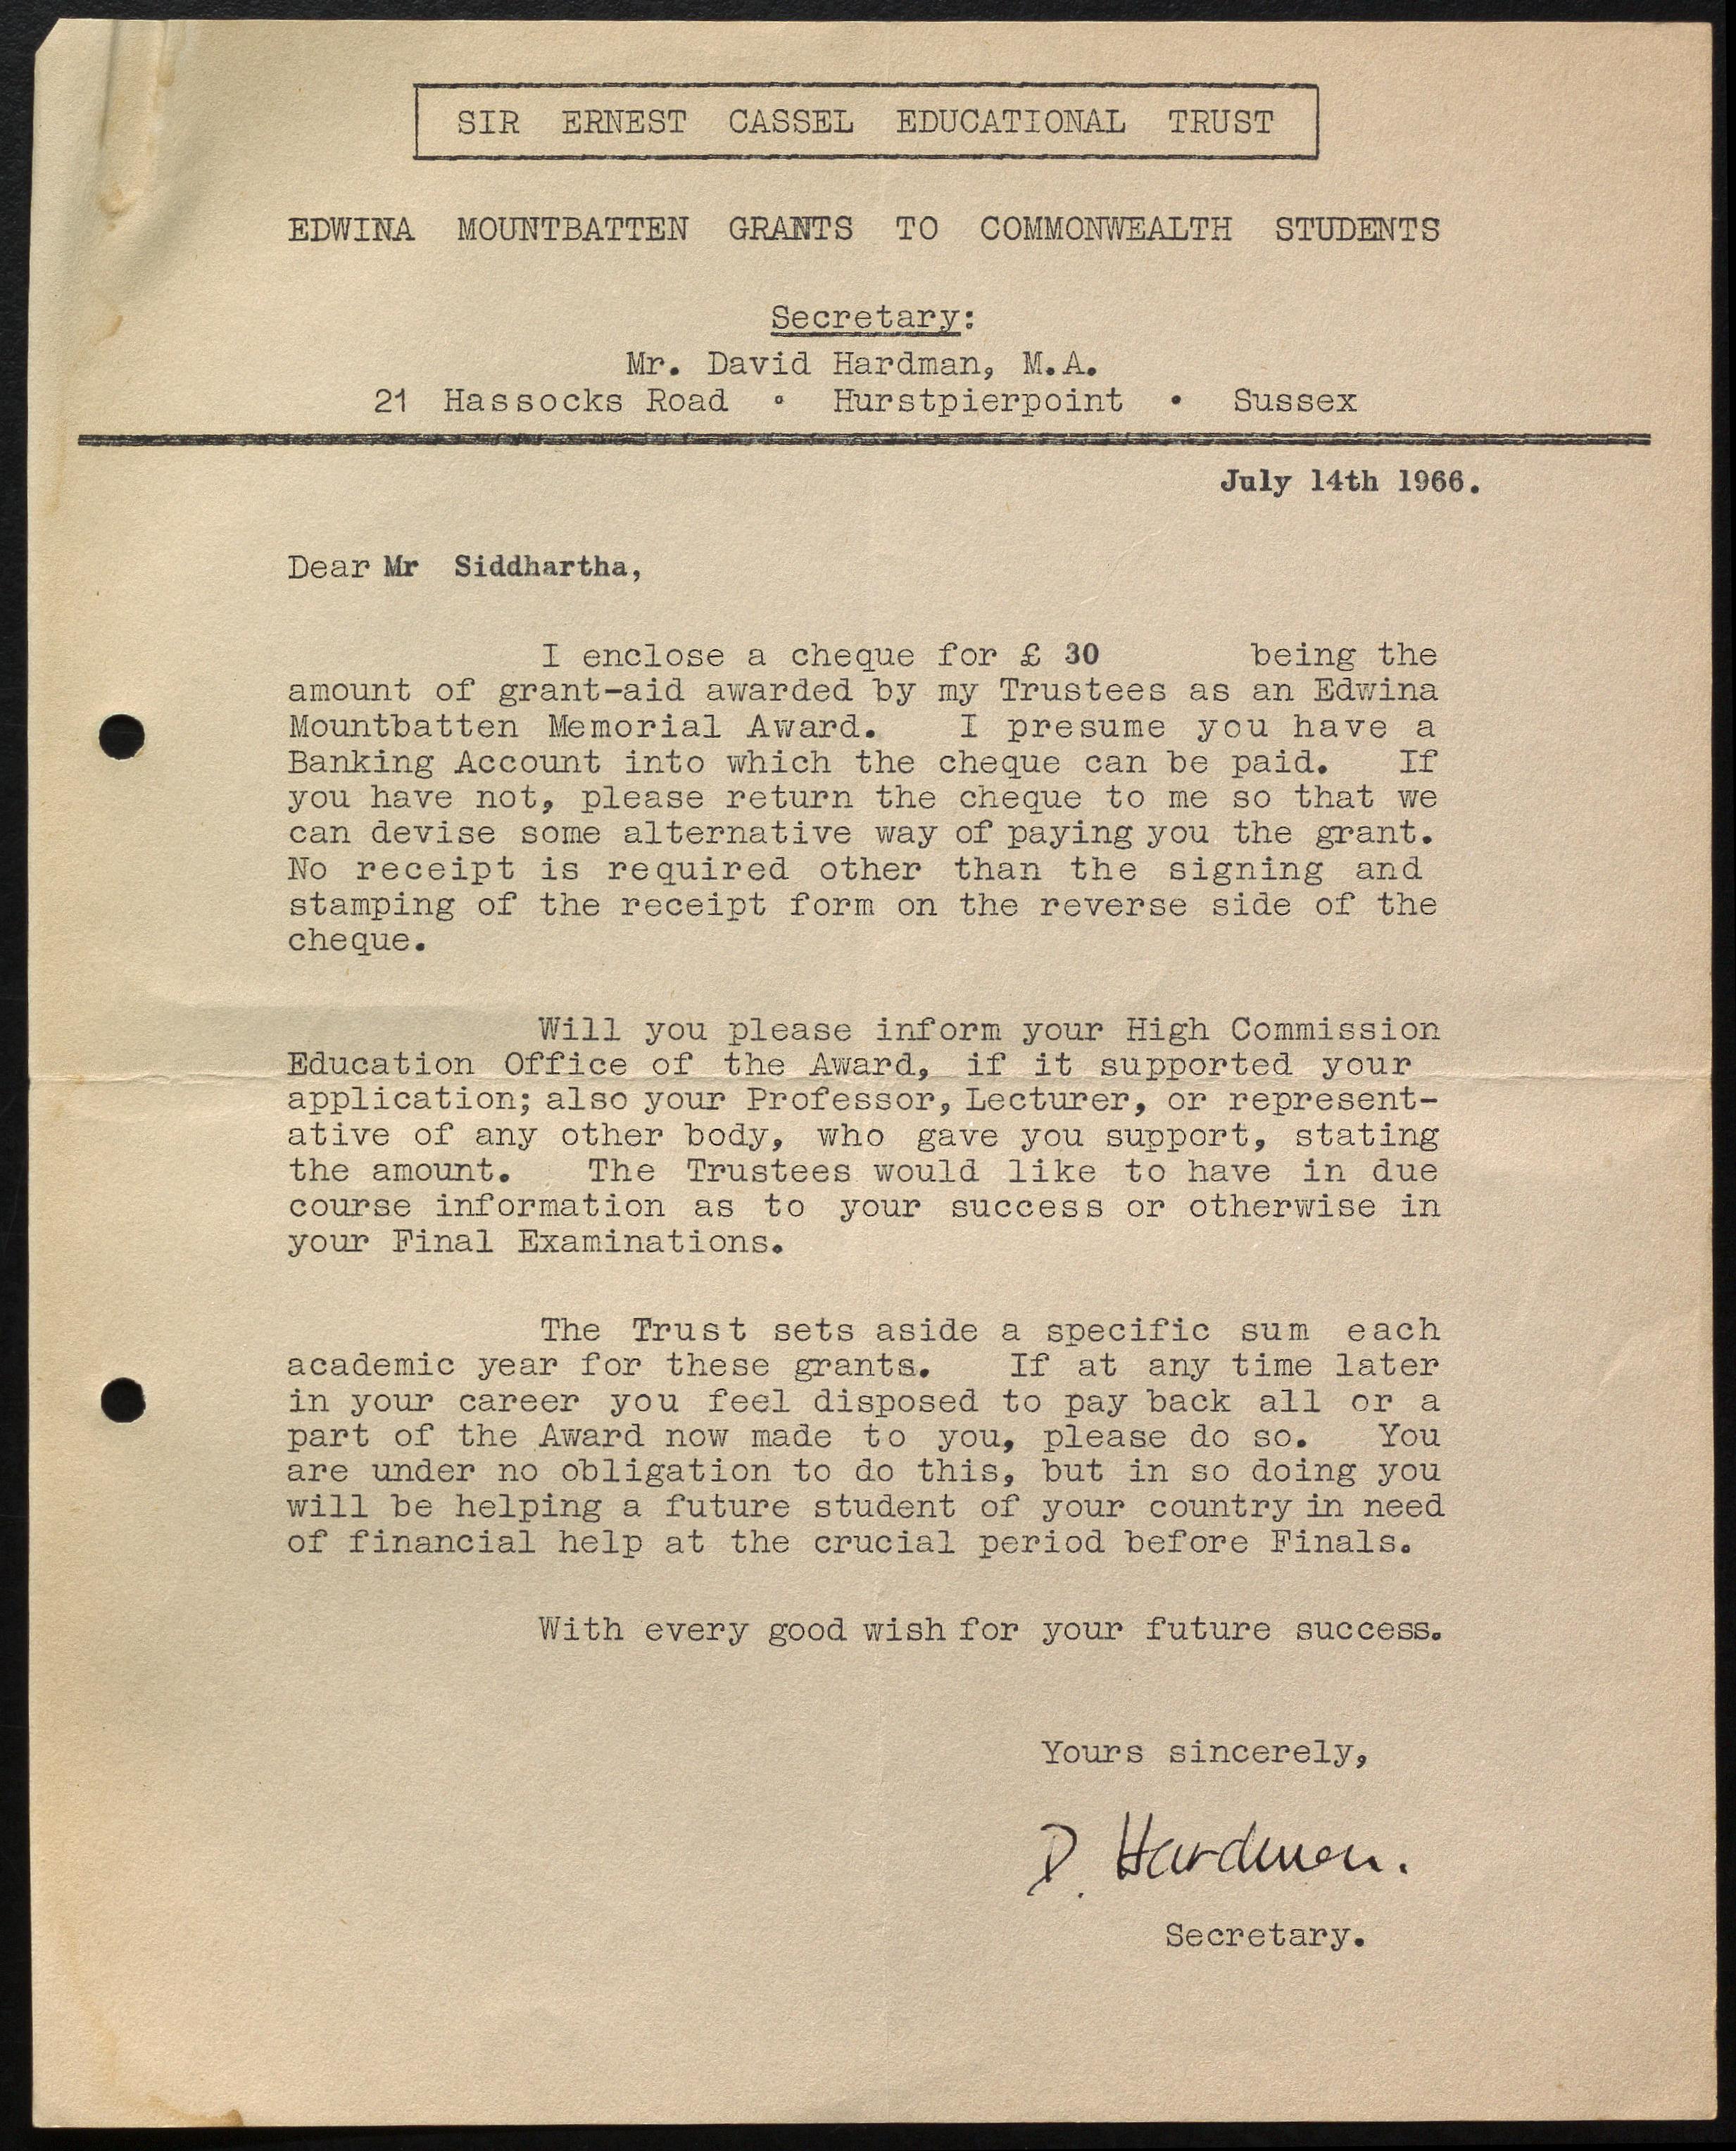 SIR ERNEST CASSEL EDUCATIONAL TRUST
EDWINA MOUNTBATTEN GRANTS TO COMMONWEALTH STUDENTS
Secretary:
Mr. David Hardman, M.A.
21 Hassocks Road • Hurstpierpoint • Sussex
July 14th 1966.
Dear Mr Siddhartha,
I enclose a cheque for £ 30 being the
amount of grant-aid awarded by my Trustees as an Edwina
Mountbatten Memorial Award. I presume you have a
Banking Account into which the cheque can be paid. If
you have not, please return the cheque to me so that we
can devise some alternative way of paying you the grant.
No receipt is required other than the signing and
stamping of the receipt form on the reverse side of the
cheque.
Will you please inform your High Commission
Education Office of the Award, if it supported your
application; also your Professor, Lecturer, or represent-
ative of any other body, who gave you support, stating
the amount. The Trustees would like to have in due
course information as to your success or otherwise in
your Final Examinations.
The Trust sets aside a specific sum each
academic year for these grants. If at any time later
in your career you feel disposed to pay back all or a
part of the Award now made to you, please do so. You
are under no obligation to do this, but in so doing you
will be helping a future student of your country in need
of financial help at the crucial period before Finals.
With every good wish for your future success.
Yours sincerely,
D. Hardman.
Secretary.